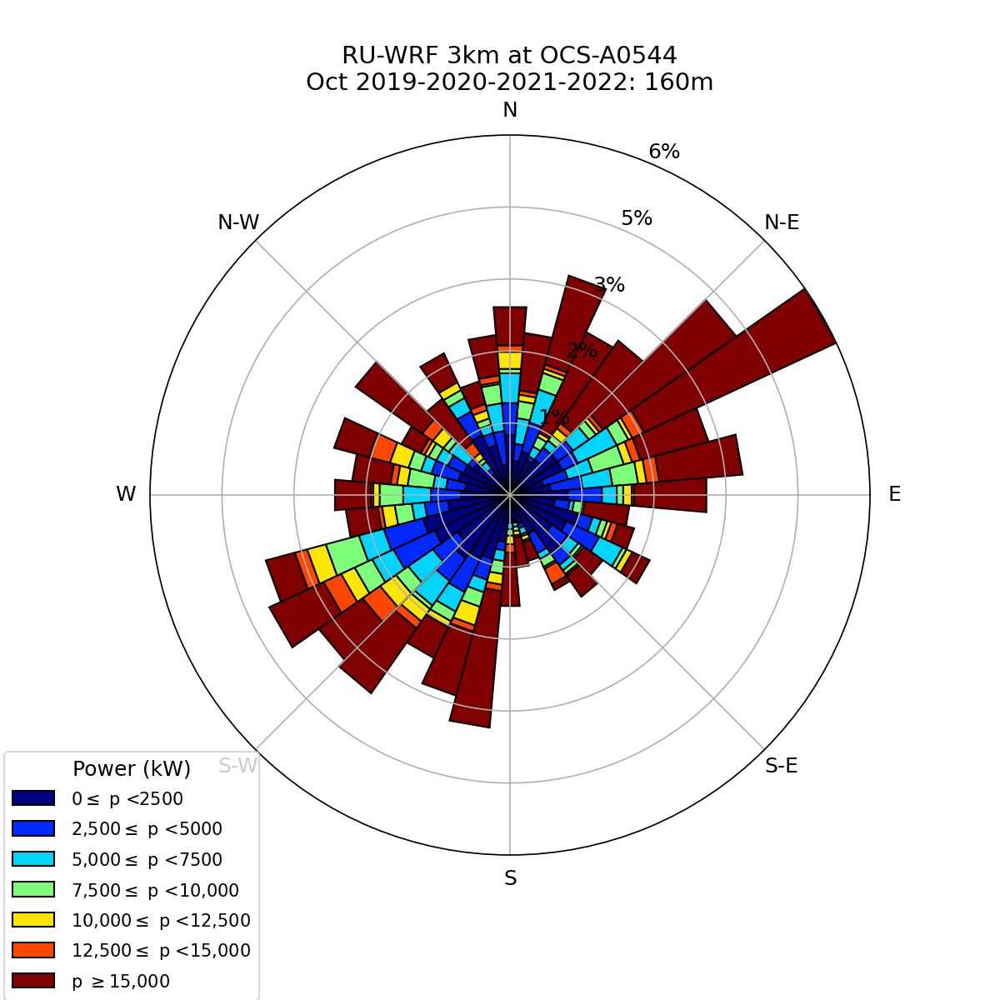 RU-WRF 3km at OCS-A0544
Oct 2019-2020-2021-2022: 160m
N
6%
5%
N-W
N-E
3%
2%
1%
W
E
S-W
S-E
S
Power (kW)
0≤ p <2500
2,500≤ p <5000
5,000≤ p <7500
7,500≤ p <10,000
10,000≤ p <12,500
12,500≤ p <15,000
p ≥15,000